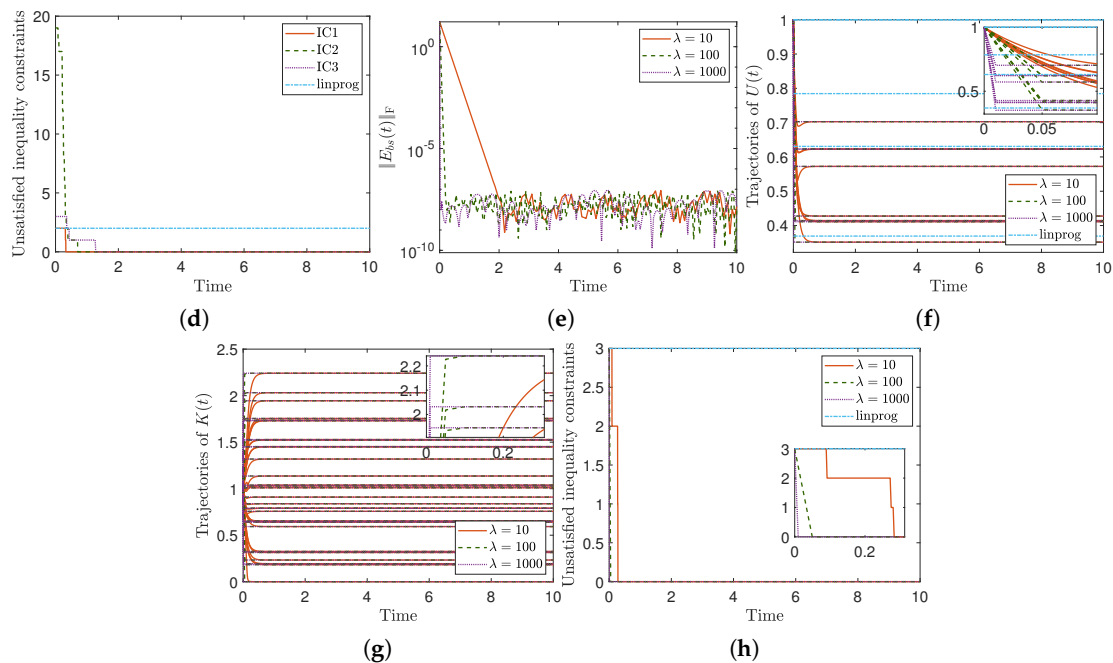 Unsatisfied inequality constraints
20
15
10
5
0
0 2 4 6 8 10
Time
IC1
IC2
IC3
linprog
(d)
‖E_bs(t)‖_F
10^0
10^-5
10^-10
0 2 4 6 8 10
Time
λ = 10
λ = 100
λ = 1000
(e)
Trajectories of U(t)
1
0.9
0.8
0.7
0.6
0.5
0.4
0 2 4 6 8 10
Time
1
0.5
0 0.05
λ = 10
λ = 100
λ = 1000
linprog
(f)
Trajectories of K(t)
2.5
2
1.5
1
0.5
0
0 2 4 6 8 10
Time
2.2
2.1
2
0 0.2
λ = 10
λ = 100
λ = 1000
(g)
Unsatisfied inequality constraints
3
2.5
2
1.5
1
0.5
0
0 2 4 6 8 10
Time
λ = 10
λ = 100
λ = 1000
linprog
3
2
1
0
0 0.2
(h)